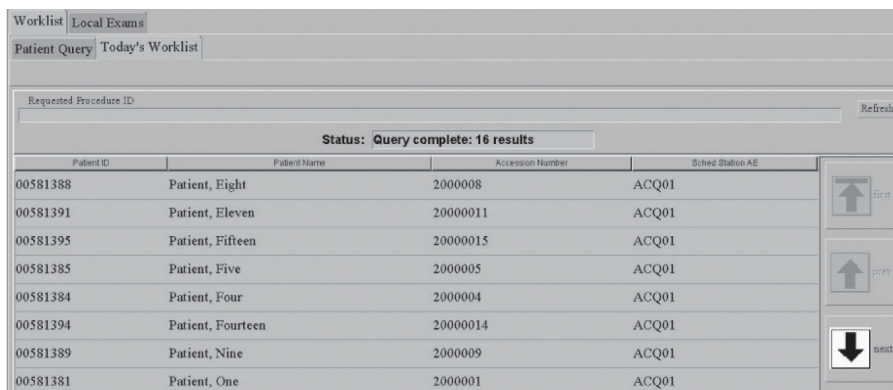 Worklist Local Exams
Patient Query Today's Worklist
Requested Procedure ID
Refresh
Status: Query complete: 16 results
Patient ID Patient Name Accession Number Sched Station AE
00581388 Patient, Eight 2000008 ACQ01
first
00581391 Patient, Eleven 20000011 ACQ01
00581395 Patient, Fifteen 20000015 ACQ01
00581385 Patient, Five 2000005 ACQ01
prev
00581384 Patient, Four 2000004 ACQ01
00581394 Patient, Fourteen 20000014 ACQ01
00581389 Patient, Nine 2000009 ACQ01
next
00581381 Patient, One 2000001 ACQ01